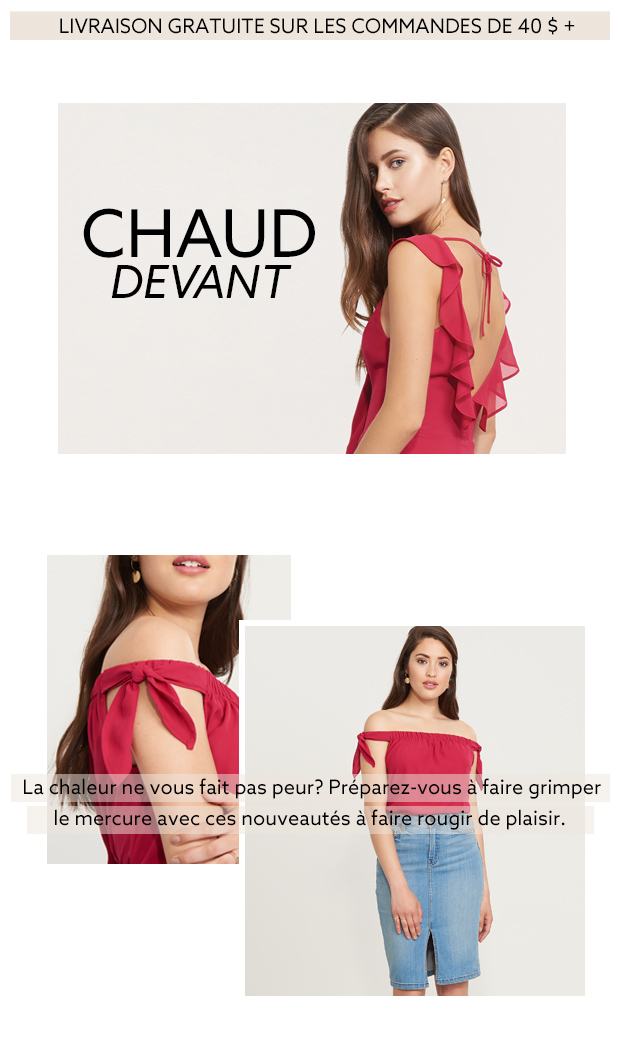 LIVRAISON GRATUITE SUR LES COMMANDES DE 40 $ +
CHAUD
DEVANT
La chaleur ne vous fait pas peur? Préparez-vous à faire grimper
le mercure avec ces nouveautés à faire rougir de plaisir.